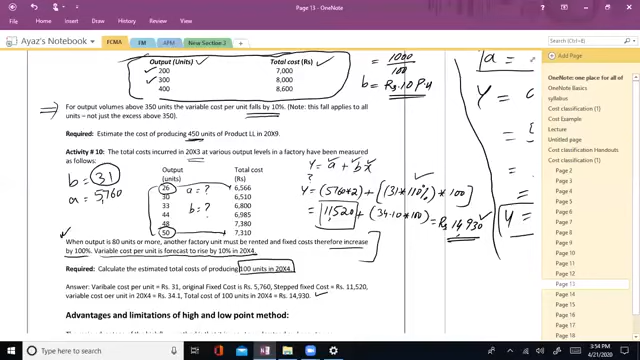 Page 13 - OneNote
Ayaz's Notebook
FCMA
FM
APM
New Section 2
Output (Units) Total Cost (Rs)
200 7,000
300 8,000
400 8,600
= 1000
100
b = Rs.10 P.u
For output volumes above 350 units the variable cost per unit falls by 10%. (Note: this fall applies to all
units – not just the excess above 350).
Required: Estimate the cost of producing 450 units of Product LL in 20X9.
Activity #10: The total costs incurred in 20X3 at various output levels in a factory have been measured
as follows:
Output Total cost
(units) (Rs)
26 6,566
30 6,510
33 6,800
44 6,985
48 7,380
50 7,310
b = 31
a = 5,760
a = ?
b = ?
Y = a + bx
?
Y = (5760*2) + [(31*110%) * 100]
= 11520 + (34.10*100) = Rs 14,930
When output is 80 units or more, another factory unit must be rented and fixed costs therefore increase
by 100%. Variable cost per unit is forecast to rise by 10% in 20X4.
Required: Calculate the estimated total costs of producing 100 units in 20X4.
Answer: Varibale cost per unit = Rs. 31, original Fixed Cost is Rs. 5,760, Stepped fixed Cost = Rs. 11,520,
variable cost oer unit in 20X4 = Rs. 34.1, Total cost of 100 units in 20X4 = Rs. 14,930.
Advantages and limitations of high and low point method:
a =
Y = a
=
=
=
Y =
Add Page
OneNote: one place for all of
OneNote Basics
syllabus
Cost classification
Lecture
Untitled page
Cost classification Handouts
Cost Classification
Page 2
Page 3
Page 4
Page 5
Page 6
Page 7
Page 8
Page 9
Page 10
Page 11
Page 12
Page 13
Page 14
Page 15
Page 16
Page 17
Page 18
Type here to search
3:54 PM
4/21/2020